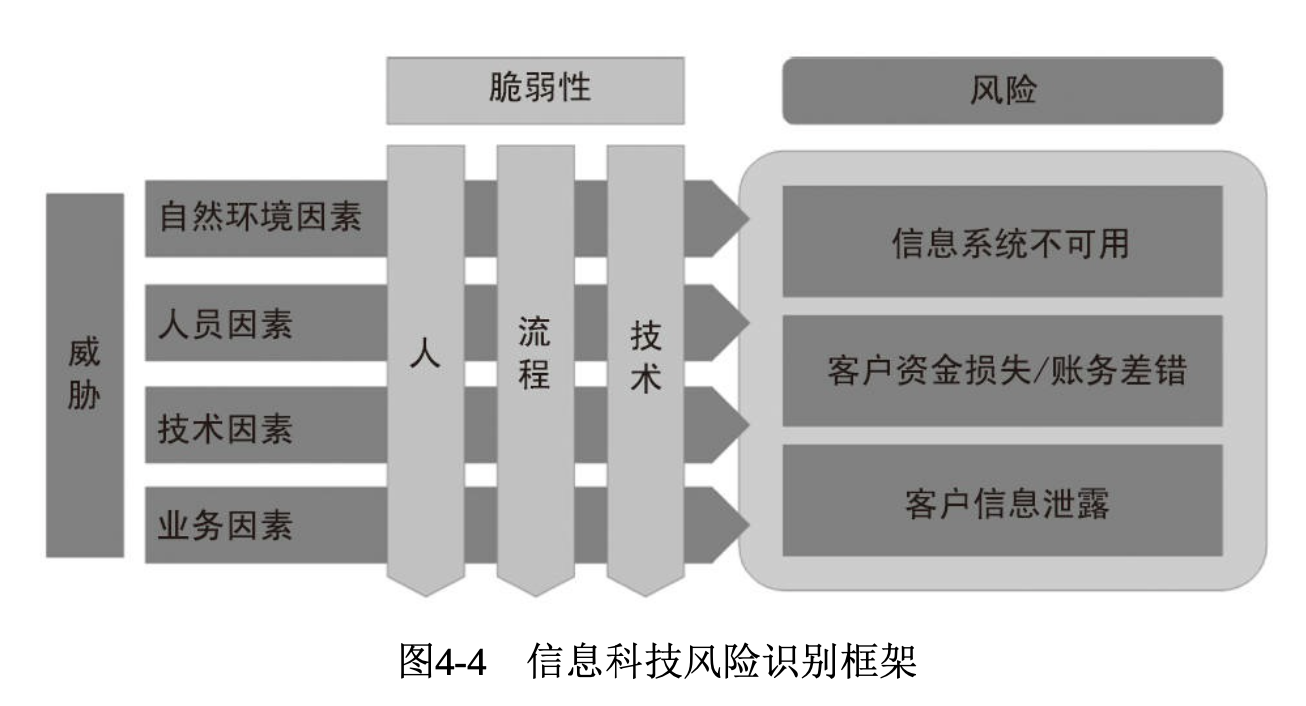 脆弱性
风险
威胁
自然环境因素
人员因素
技术因素
业务因素
人
流程
技术
信息系统不可用
客户资金损失/账务差错
客户信息泄露
图4-4 信息科技风险识别框架